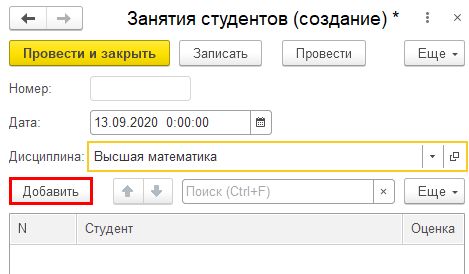 Занятия студентов (создание) *
Провести и закрыть Записать Провести Еще
Номер:
Дата: 13.09.2020 0:00:00
Дисциплина: Высшая математика
Добавить Поиск (Ctrl+F) × Еще
N Студент Оценка